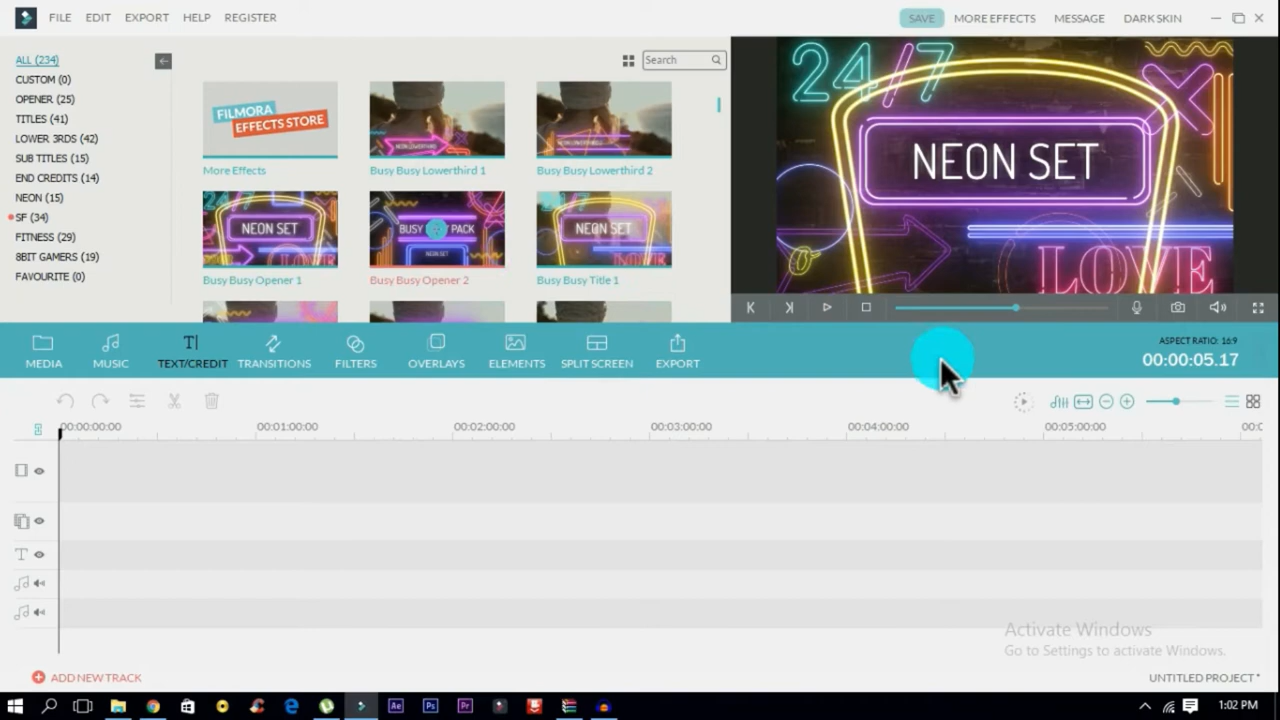 FILE EDIT EXPORT HELP REGISTER
SAVE MORE EFFECTS MESSAGE DARK SKIN
ALL (234)
CUSTOM (0)
OPENER (25)
TITLES (41)
LOWER 3RDS (42)
SUB TITLES (15)
END CREDITS (14)
NEON (15)
SF (34)
FITNESS (29)
8BIT GAMERS (19)
FAVOURITE (0)
Search
FILMORA
EFFECTS STORE
More Effects
Busy Busy Lowerthird 1
Busy Busy Lowerthird 2
NEON SET
Busy Busy Opener 1
BUSY PACK
NEON SET
Busy Busy Opener 2
NEON SET
Busy Busy Title 1
24/7
NEON SET
LOVE
MEDIA MUSIC TEXT/CREDIT TRANSITIONS FILTERS OVERLAYS ELEMENTS SPLIT SCREEN EXPORT
ASPECT RATIO: 16:9
00:00:05.17
00:00:00:00 00:01:00:00 00:02:00:00 00:03:00:00 00:04:00:00 00:05:00:00
Activate Windows
Go to Settings to activate Windows.
ADD NEW TRACK
UNTITLED PROJECT *
Ae Ps Pr
1:02 PM